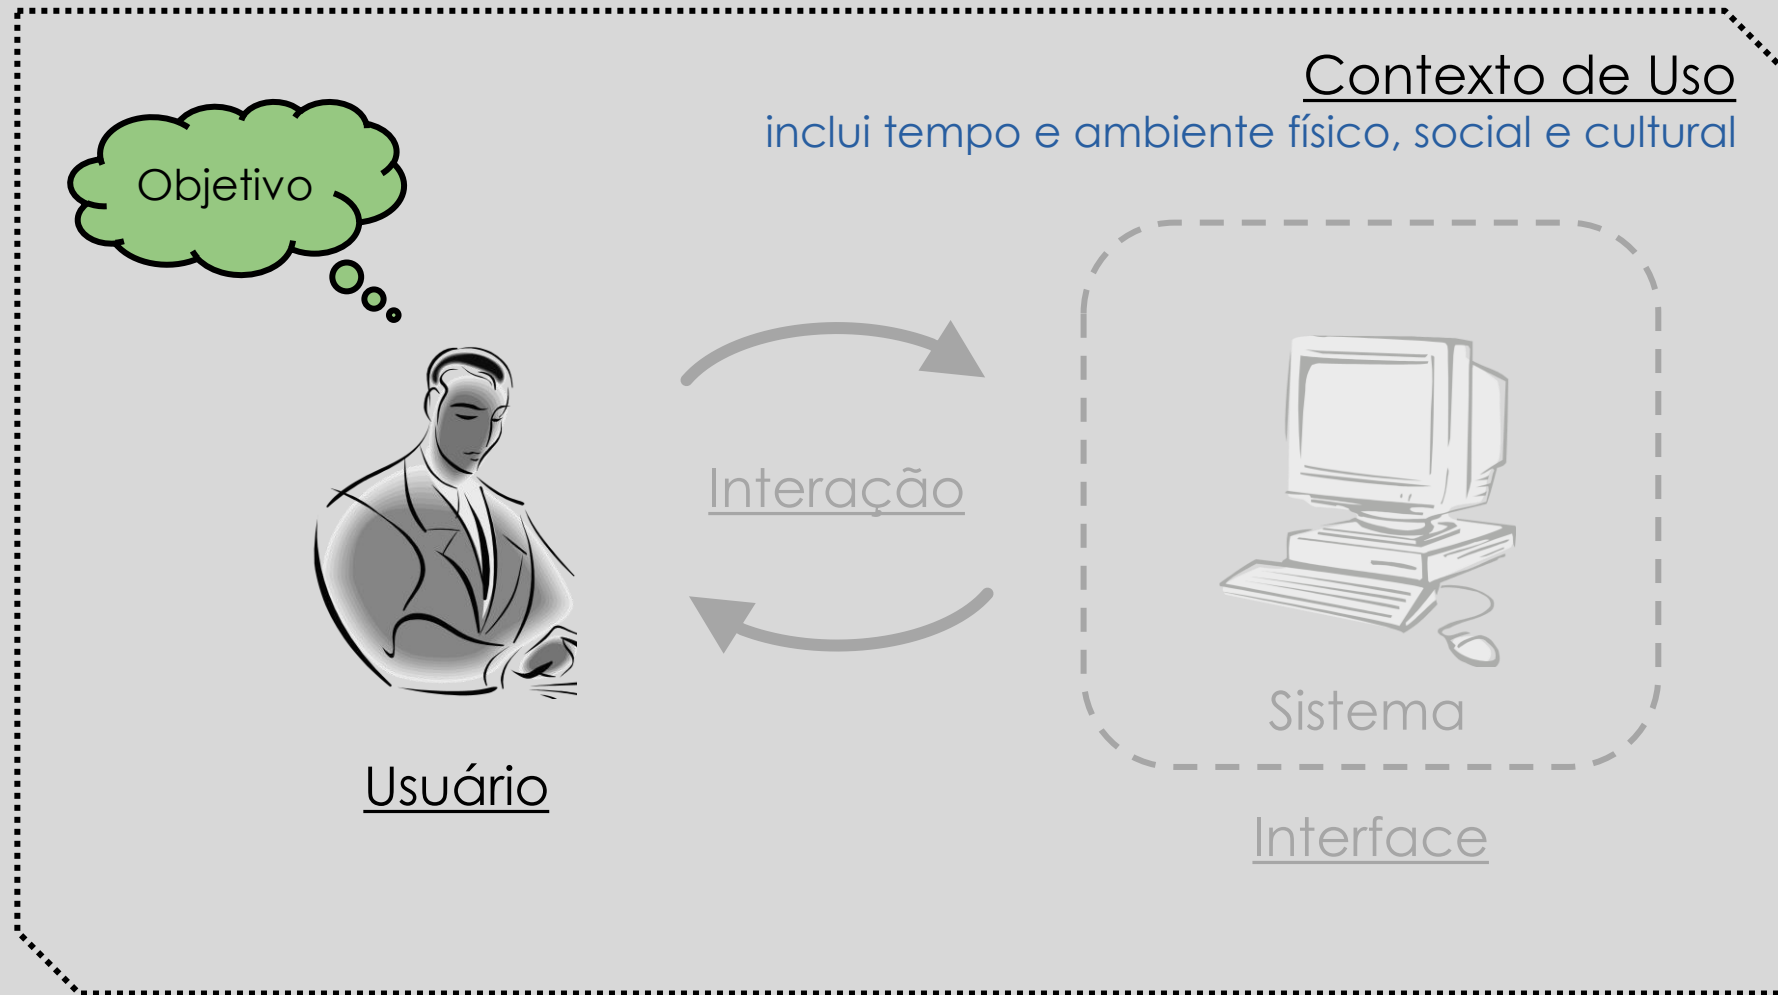 Contexto de Uso
inclui tempo e ambiente físico, social e cultural
Objetivo
Interação
Sistema
Usuário
Interface